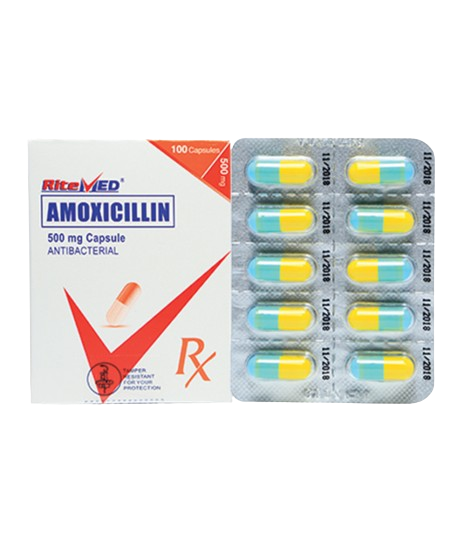 100 Capsules
500 mg
RiteMED®
AMOXICILLIN
500 mg Capsule
ANTIBACTERIAL
Rx
TAMPER
RESISTANT
FOR YOUR
PROTECTION
11/2018
11/2018
11/2018
11/2018
11/2018
11/2018
11/2018
11/2018
11/2018
11/2018